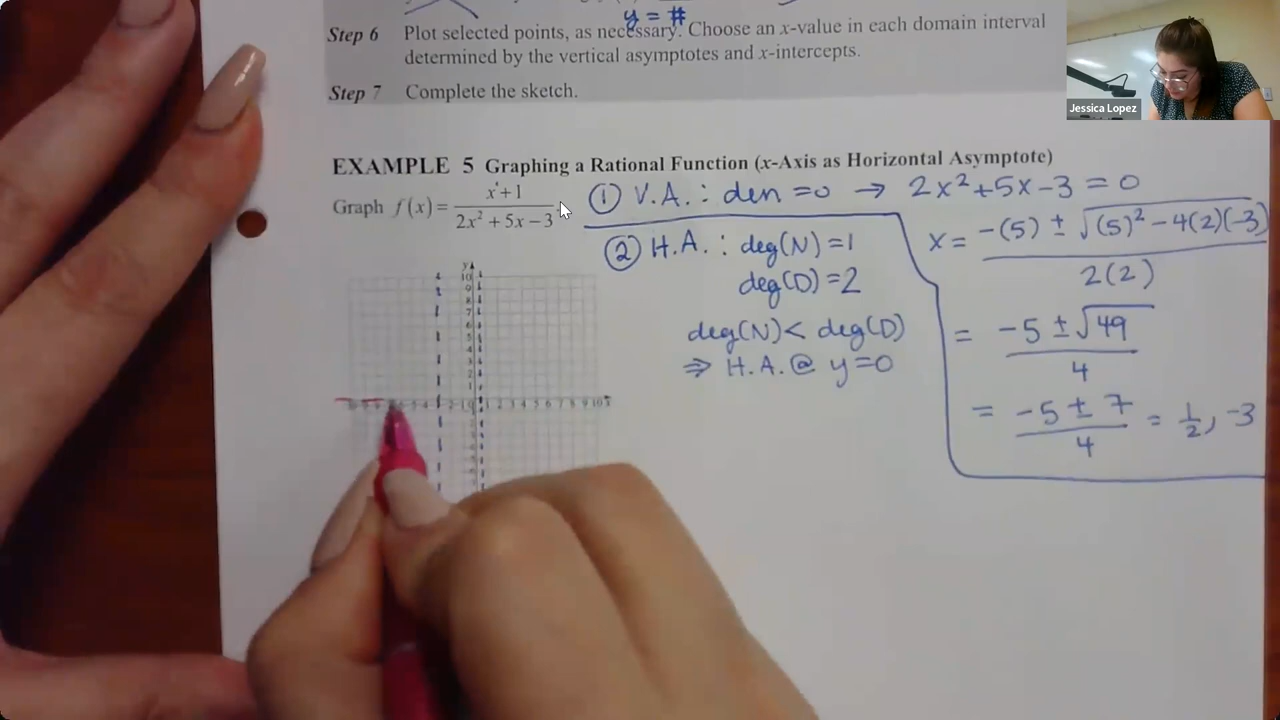 y = #
Step 6 Plot selected points, as necessary. Choose an x-value in each domain interval
determined by the vertical asymptotes and x-intercepts.
Step 7 Complete the sketch.
Jessica Lopez
EXAMPLE 5 Graphing a Rational Function (x-Axis as Horizontal Asymptote)
Graph f(x) = x¹+1 / 2x² + 5x − 3
① V.A. : den = 0 → 2x² + 5x − 3 = 0
x = −(5) ± √(5)² − 4(2)(−3) / 2(2)
= −5 ± √49 / 4
= −5 ± 7 / 4 = 1/2, −3
② H.A. : deg(N) = 1
deg(D) = 2
deg(N) < deg(D)
⇒ H.A. @ y = 0